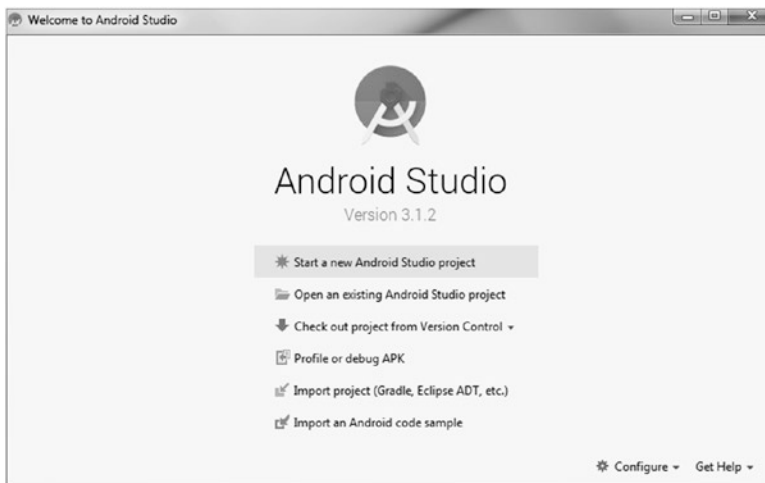 Welcome to Android Studio
Android Studio
Version 3.1.2
Start a new Android Studio project
Open an existing Android Studio project
Check out project from Version Control
Profile or debug APK
Import project (Gradle, Eclipse ADT, etc.)
Import an Android code sample
Configure Get Help